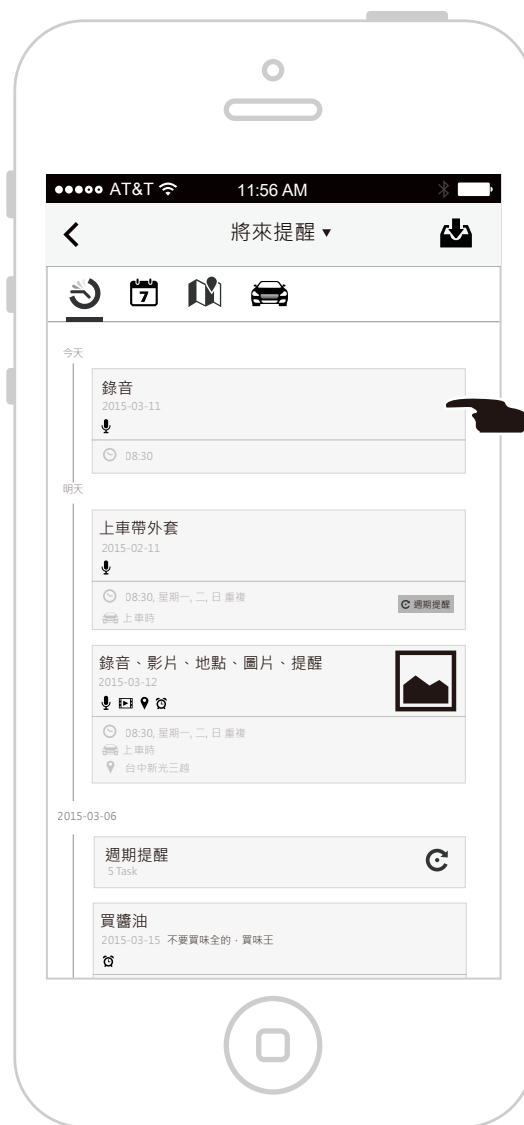 AT&T
11:56 AM
將來提醒
7
今天
錄音
2015-03-11
08:30
明天
上車帶外套
2015-02-11
08:30, 星期一, 二, 日 重複
週期提醒
上車時
錄音、影片、地點、圖片、提醒
2015-03-12
08:30, 星期一, 二, 日 重複
上車時
台中新光三越
2015-03-06
週期提醒
5 Task
買醬油
2015-03-15 不要買味全的，買味王